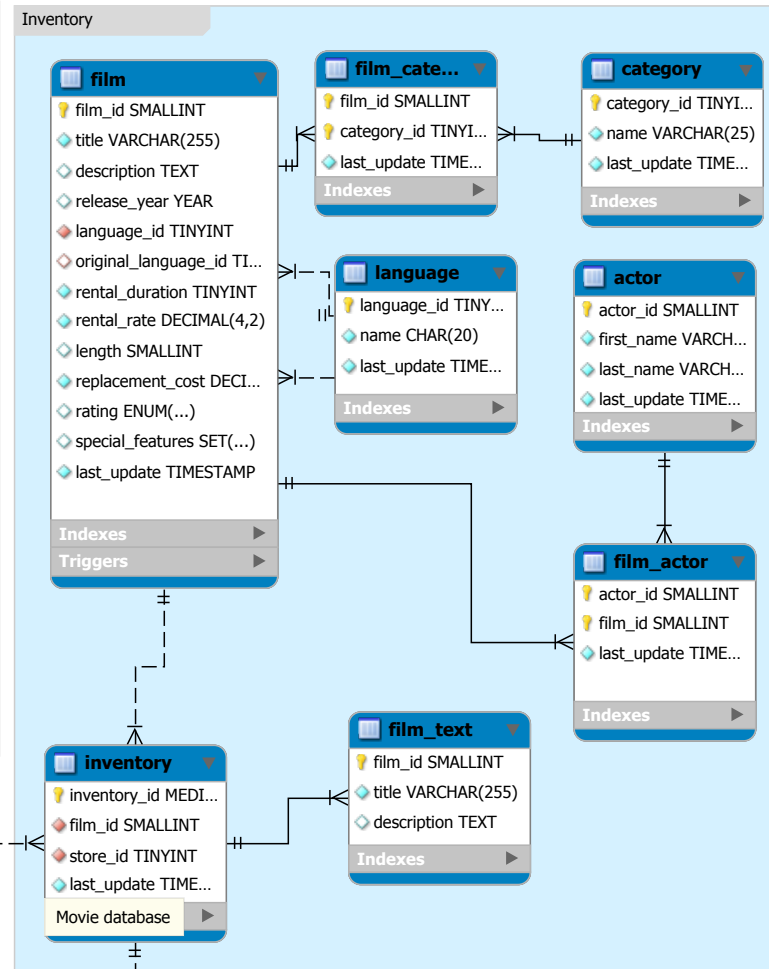 Inventory
film
film_id SMALLINT
title VARCHAR(255)
description TEXT
release_year YEAR
language_id TINYINT
original_language_id TI...
rental_duration TINYINT
rental_rate DECIMAL(4,2)
length SMALLINT
replacement_cost DECI...
rating ENUM(...)
special_features SET(...)
last_update TIMESTAMP
Indexes
Triggers
film_cate...
film_id SMALLINT
category_id TINYI...
last_update TIME...
Indexes
category
category_id TINYI...
name VARCHAR(25)
last_update TIME...
Indexes
language
language_id TINY...
name CHAR(20)
last_update TIME...
Indexes
actor
actor_id SMALLINT
first_name VARCH...
last_name VARCH...
last_update TIME...
Indexes
film_actor
actor_id SMALLINT
film_id SMALLINT
last_update TIME...
Indexes
inventory
inventory_id MEDI...
film_id SMALLINT
store_id TINYINT
last_update TIME...
Movie database
film_text
film_id SMALLINT
title VARCHAR(255)
description TEXT
Indexes